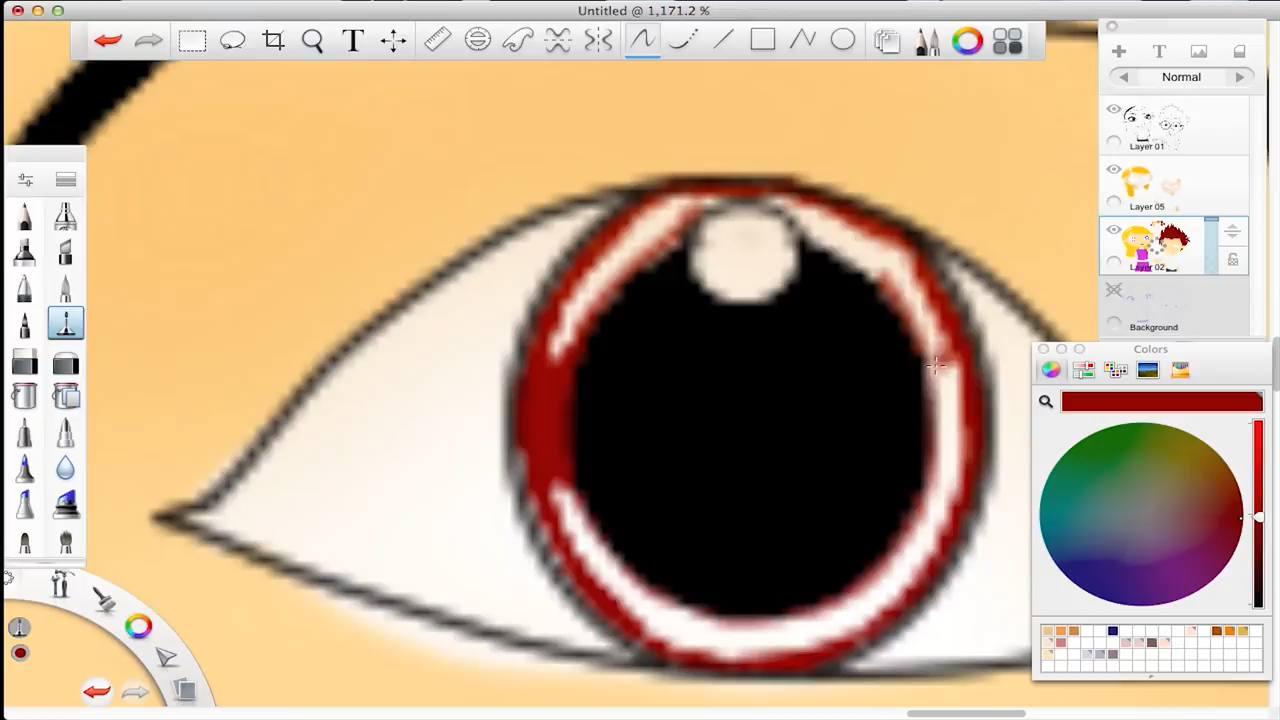 Untitled @ 1,171.2 %
T
T
Normal
Layer 01
Layer 05
Layer 02
Background
Colors